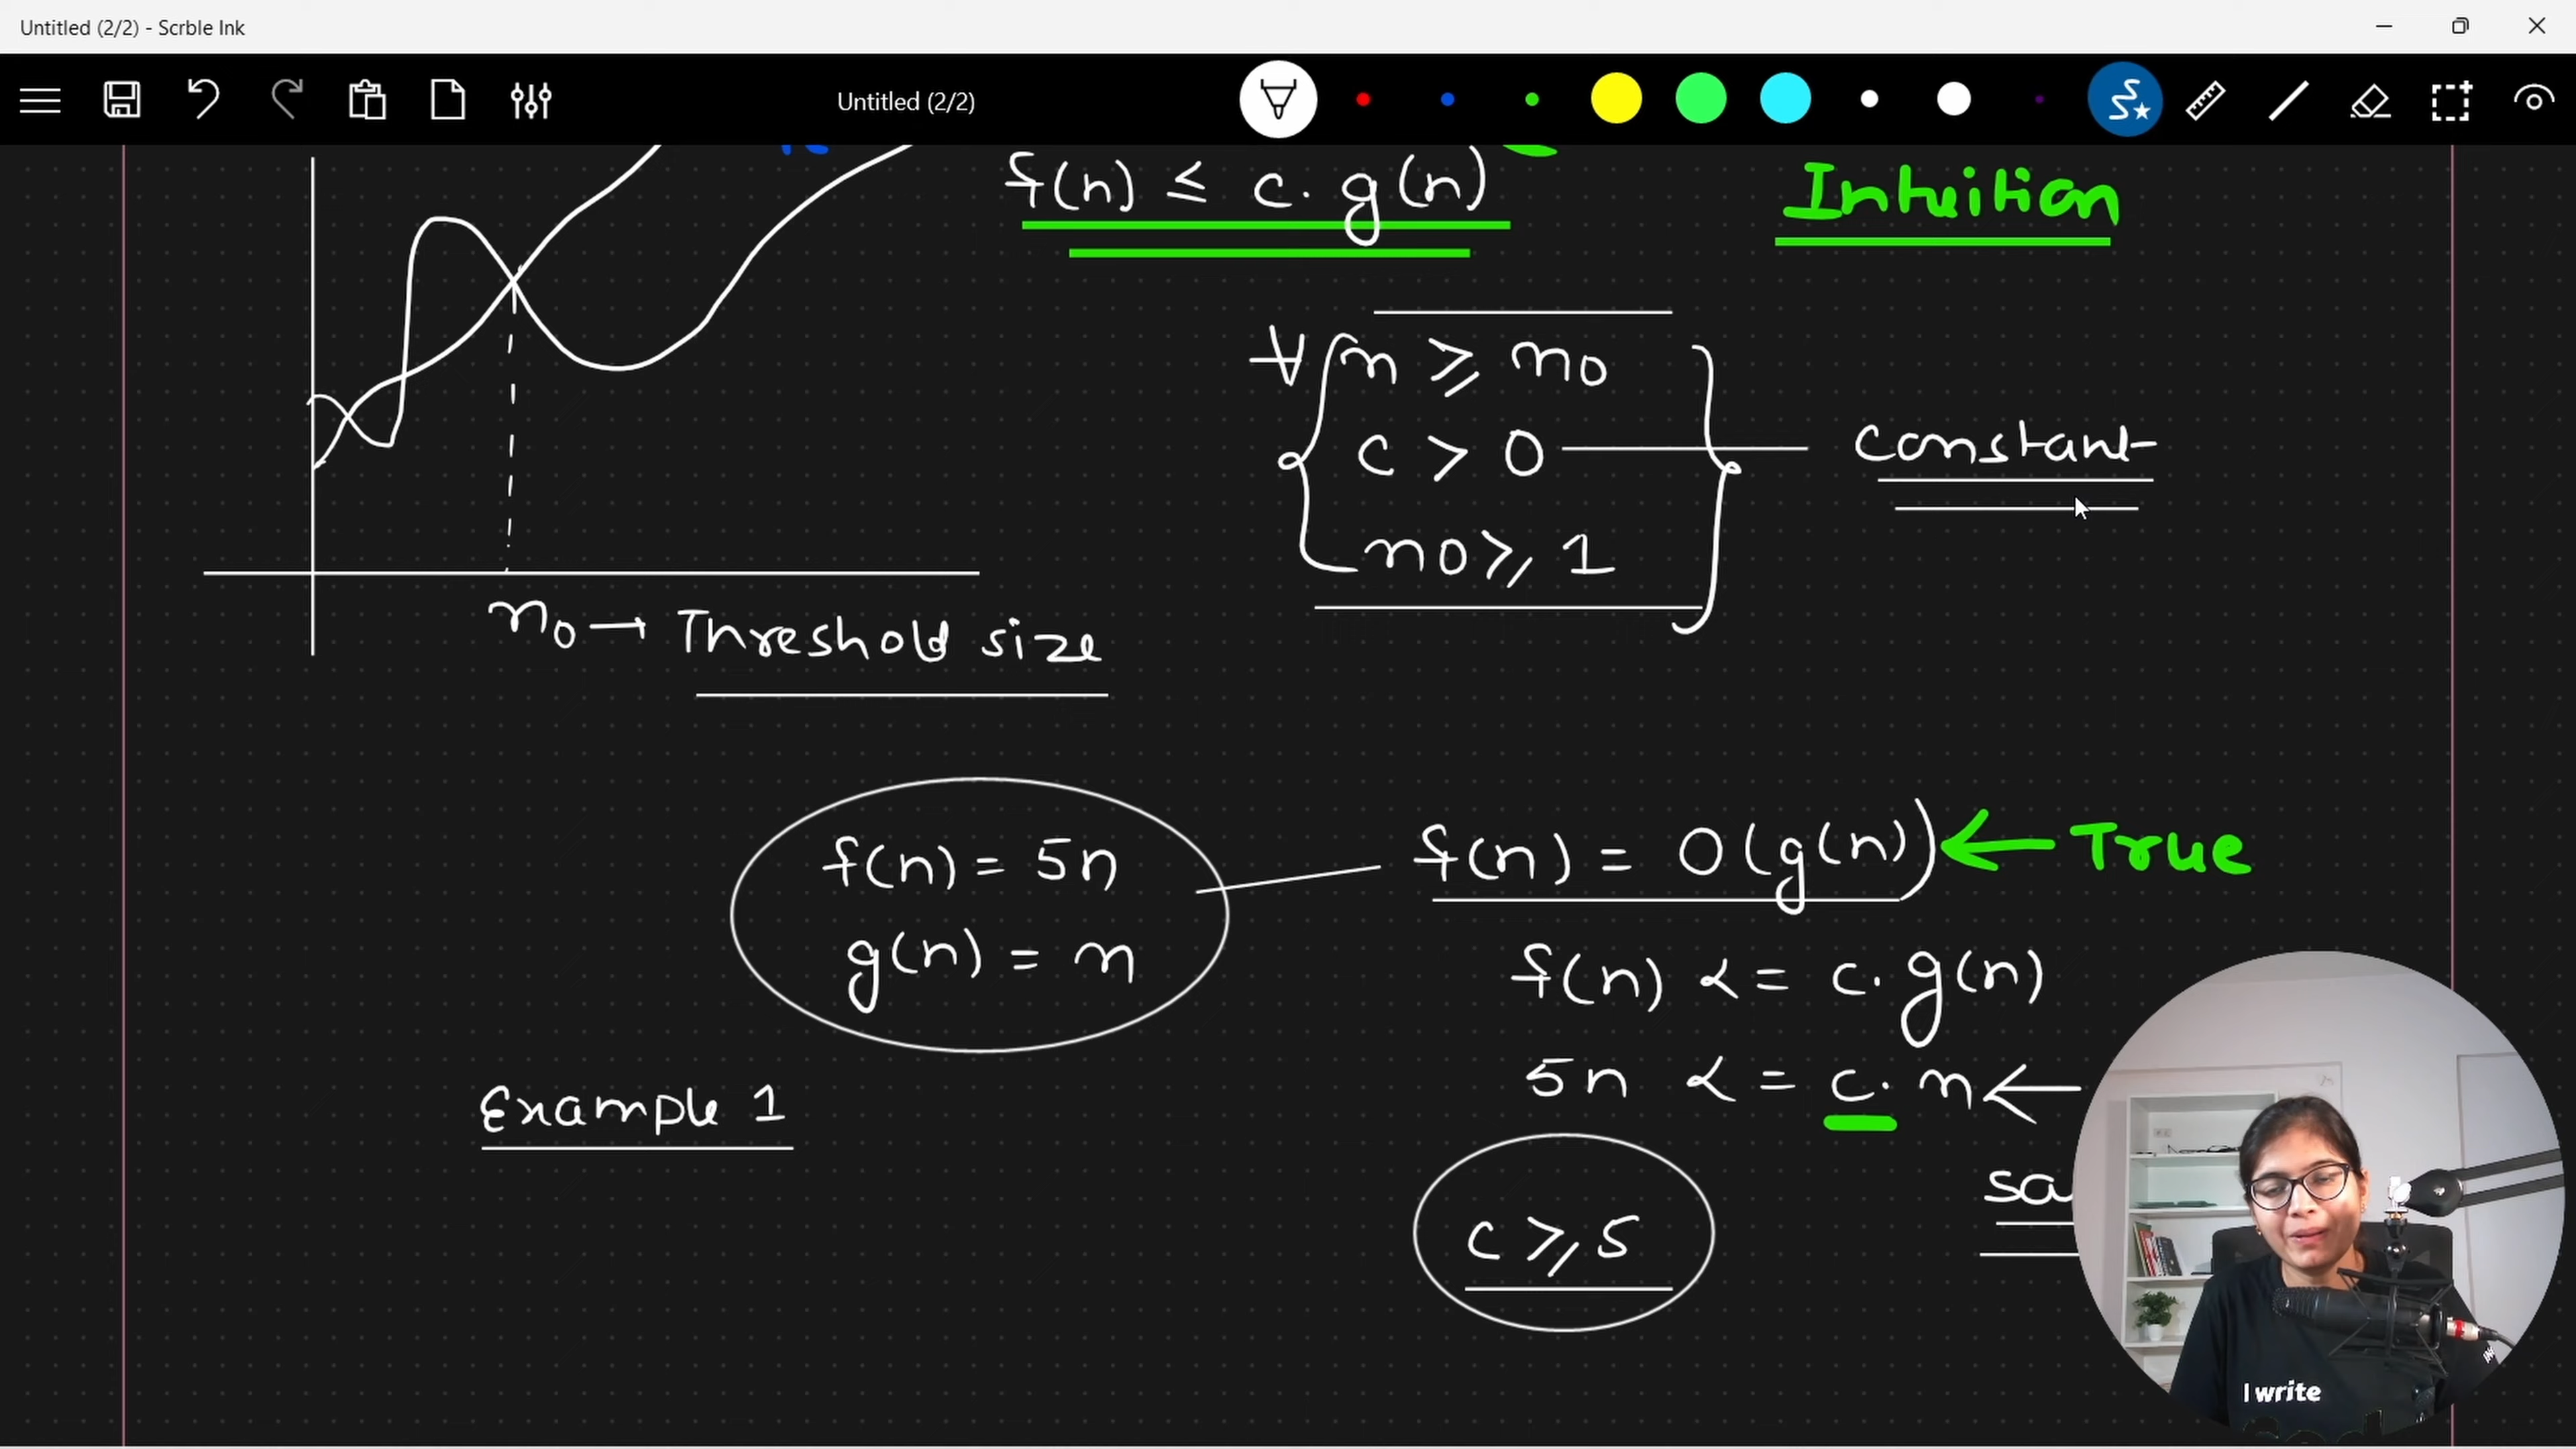 Untitled (2/2) - Scrble Ink
Untitled (2/2)
f(n) ≤ c. g(n)
Intuition
∀ n ≥ n0
c > 0
constant
n0 ≥ 1
n0 → Threshold size
f(n) = 5n
g(n) = n
f(n) = O(g(n)) ← True
f(n) <= c. g(n)
5n <= c. n ←
Example 1
c ≥ 5
I write